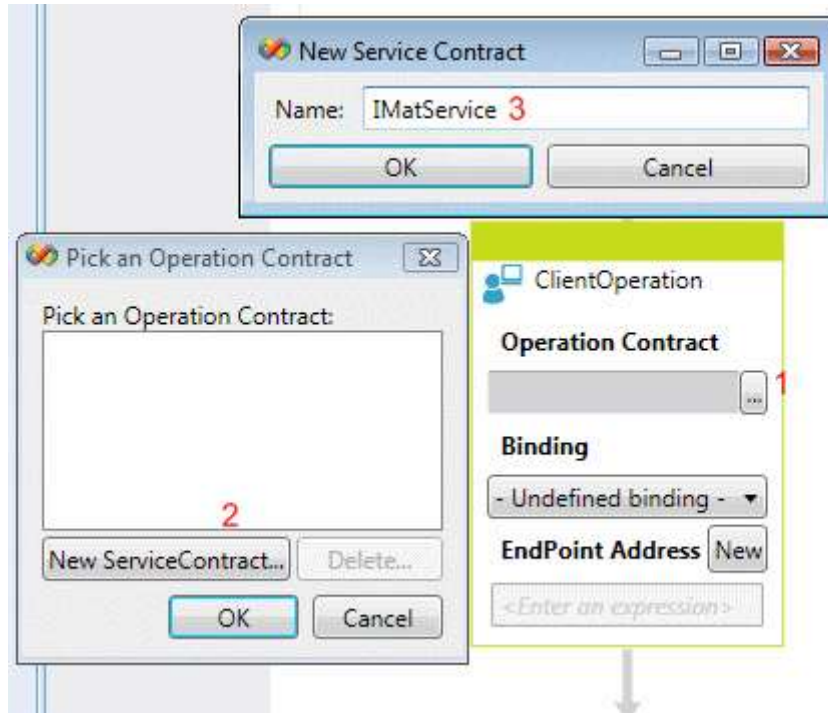 New Service Contract
Name: IMatService 3
OK Cancel
Pick an Operation Contract
Pick an Operation Contract:
2
New ServiceContract... Delete...
OK Cancel
ClientOperation
Operation Contract
... 1
Binding
- Undefined binding -
EndPoint Address New
<Enter an expression>